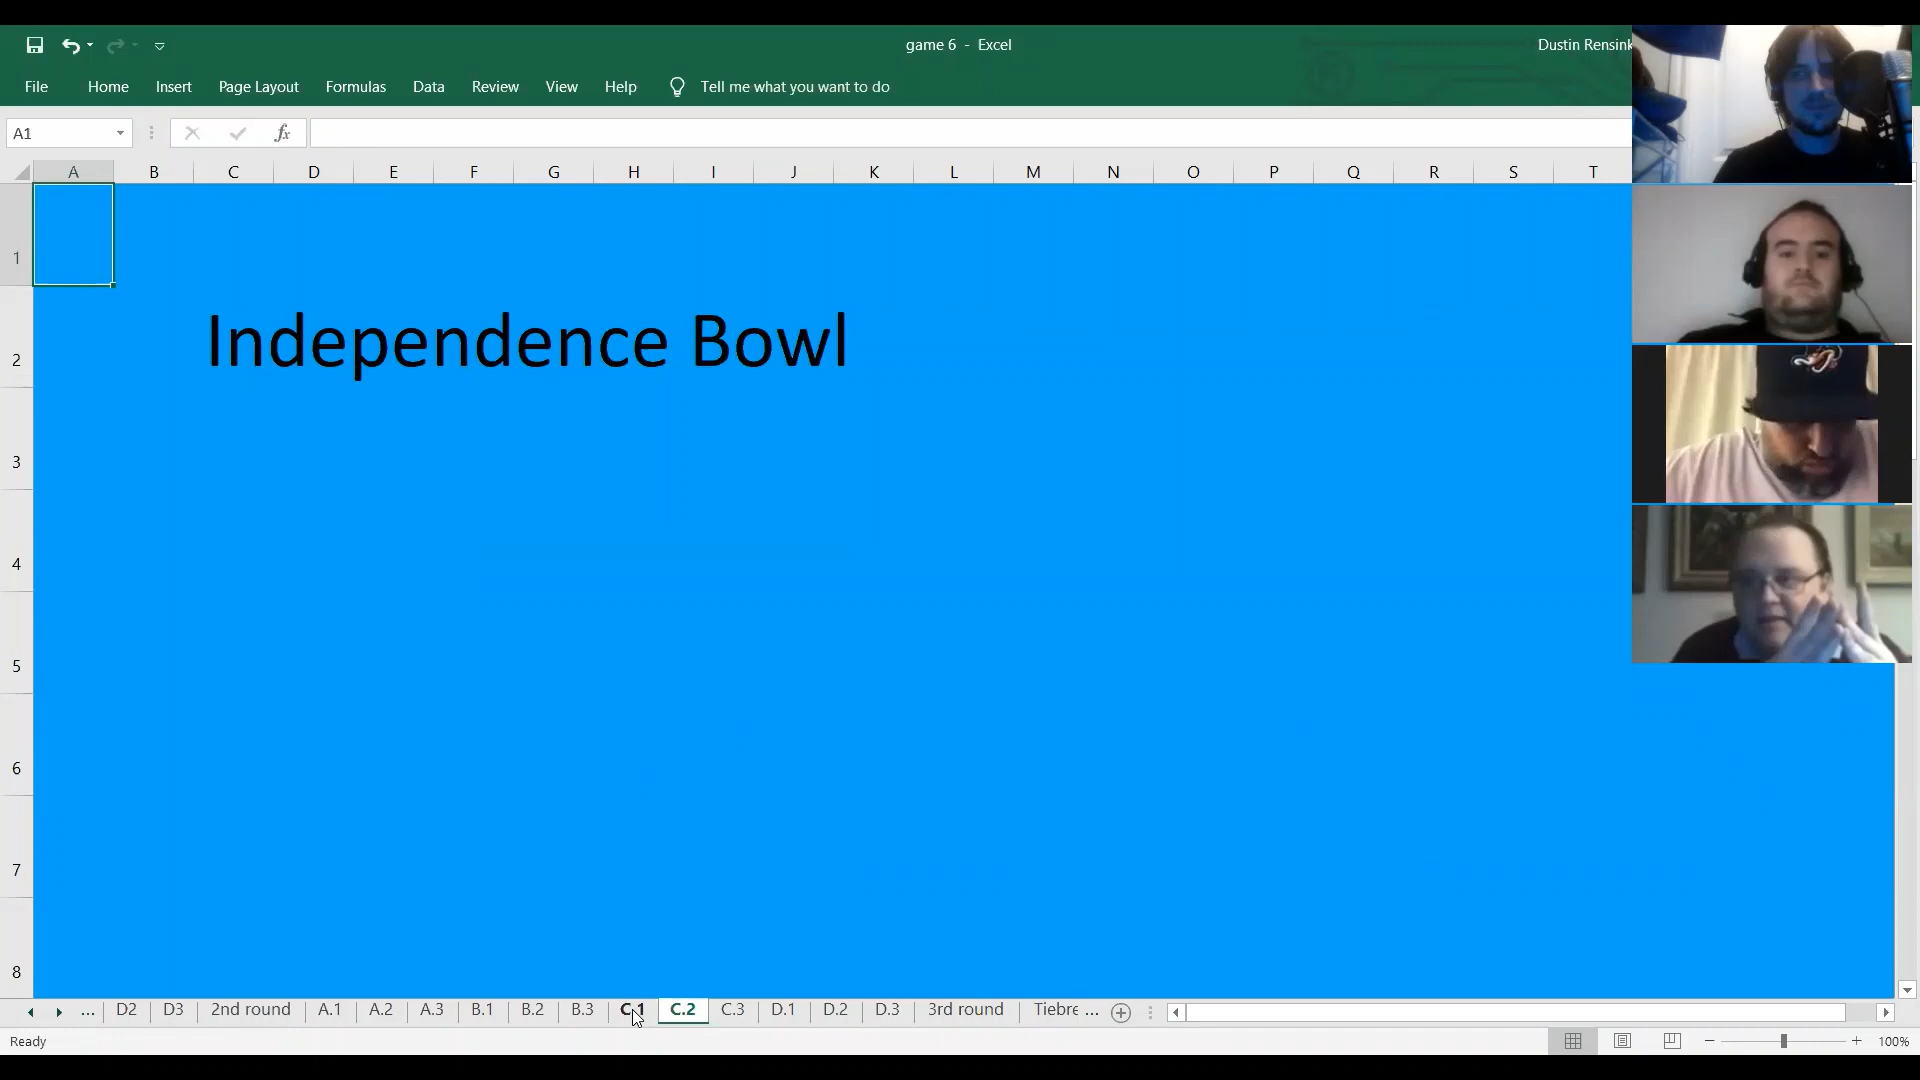 game 6 - Excel
Dustin Rensink
File Home Insert Page Layout Formulas Data Review View Help Tell me what you want to do
A1 fx
A B C D E F G H I J K L M N O P Q R S T
1
Independence Bowl
2
3
4
5
6
7
8
... D2 D3 2nd round A.1 A.2 A.3 B.1 B.2 B.3 C.1 C.2 C.3 D.1 D.2 D.3 3rd round Tiebre ...
Ready 100%